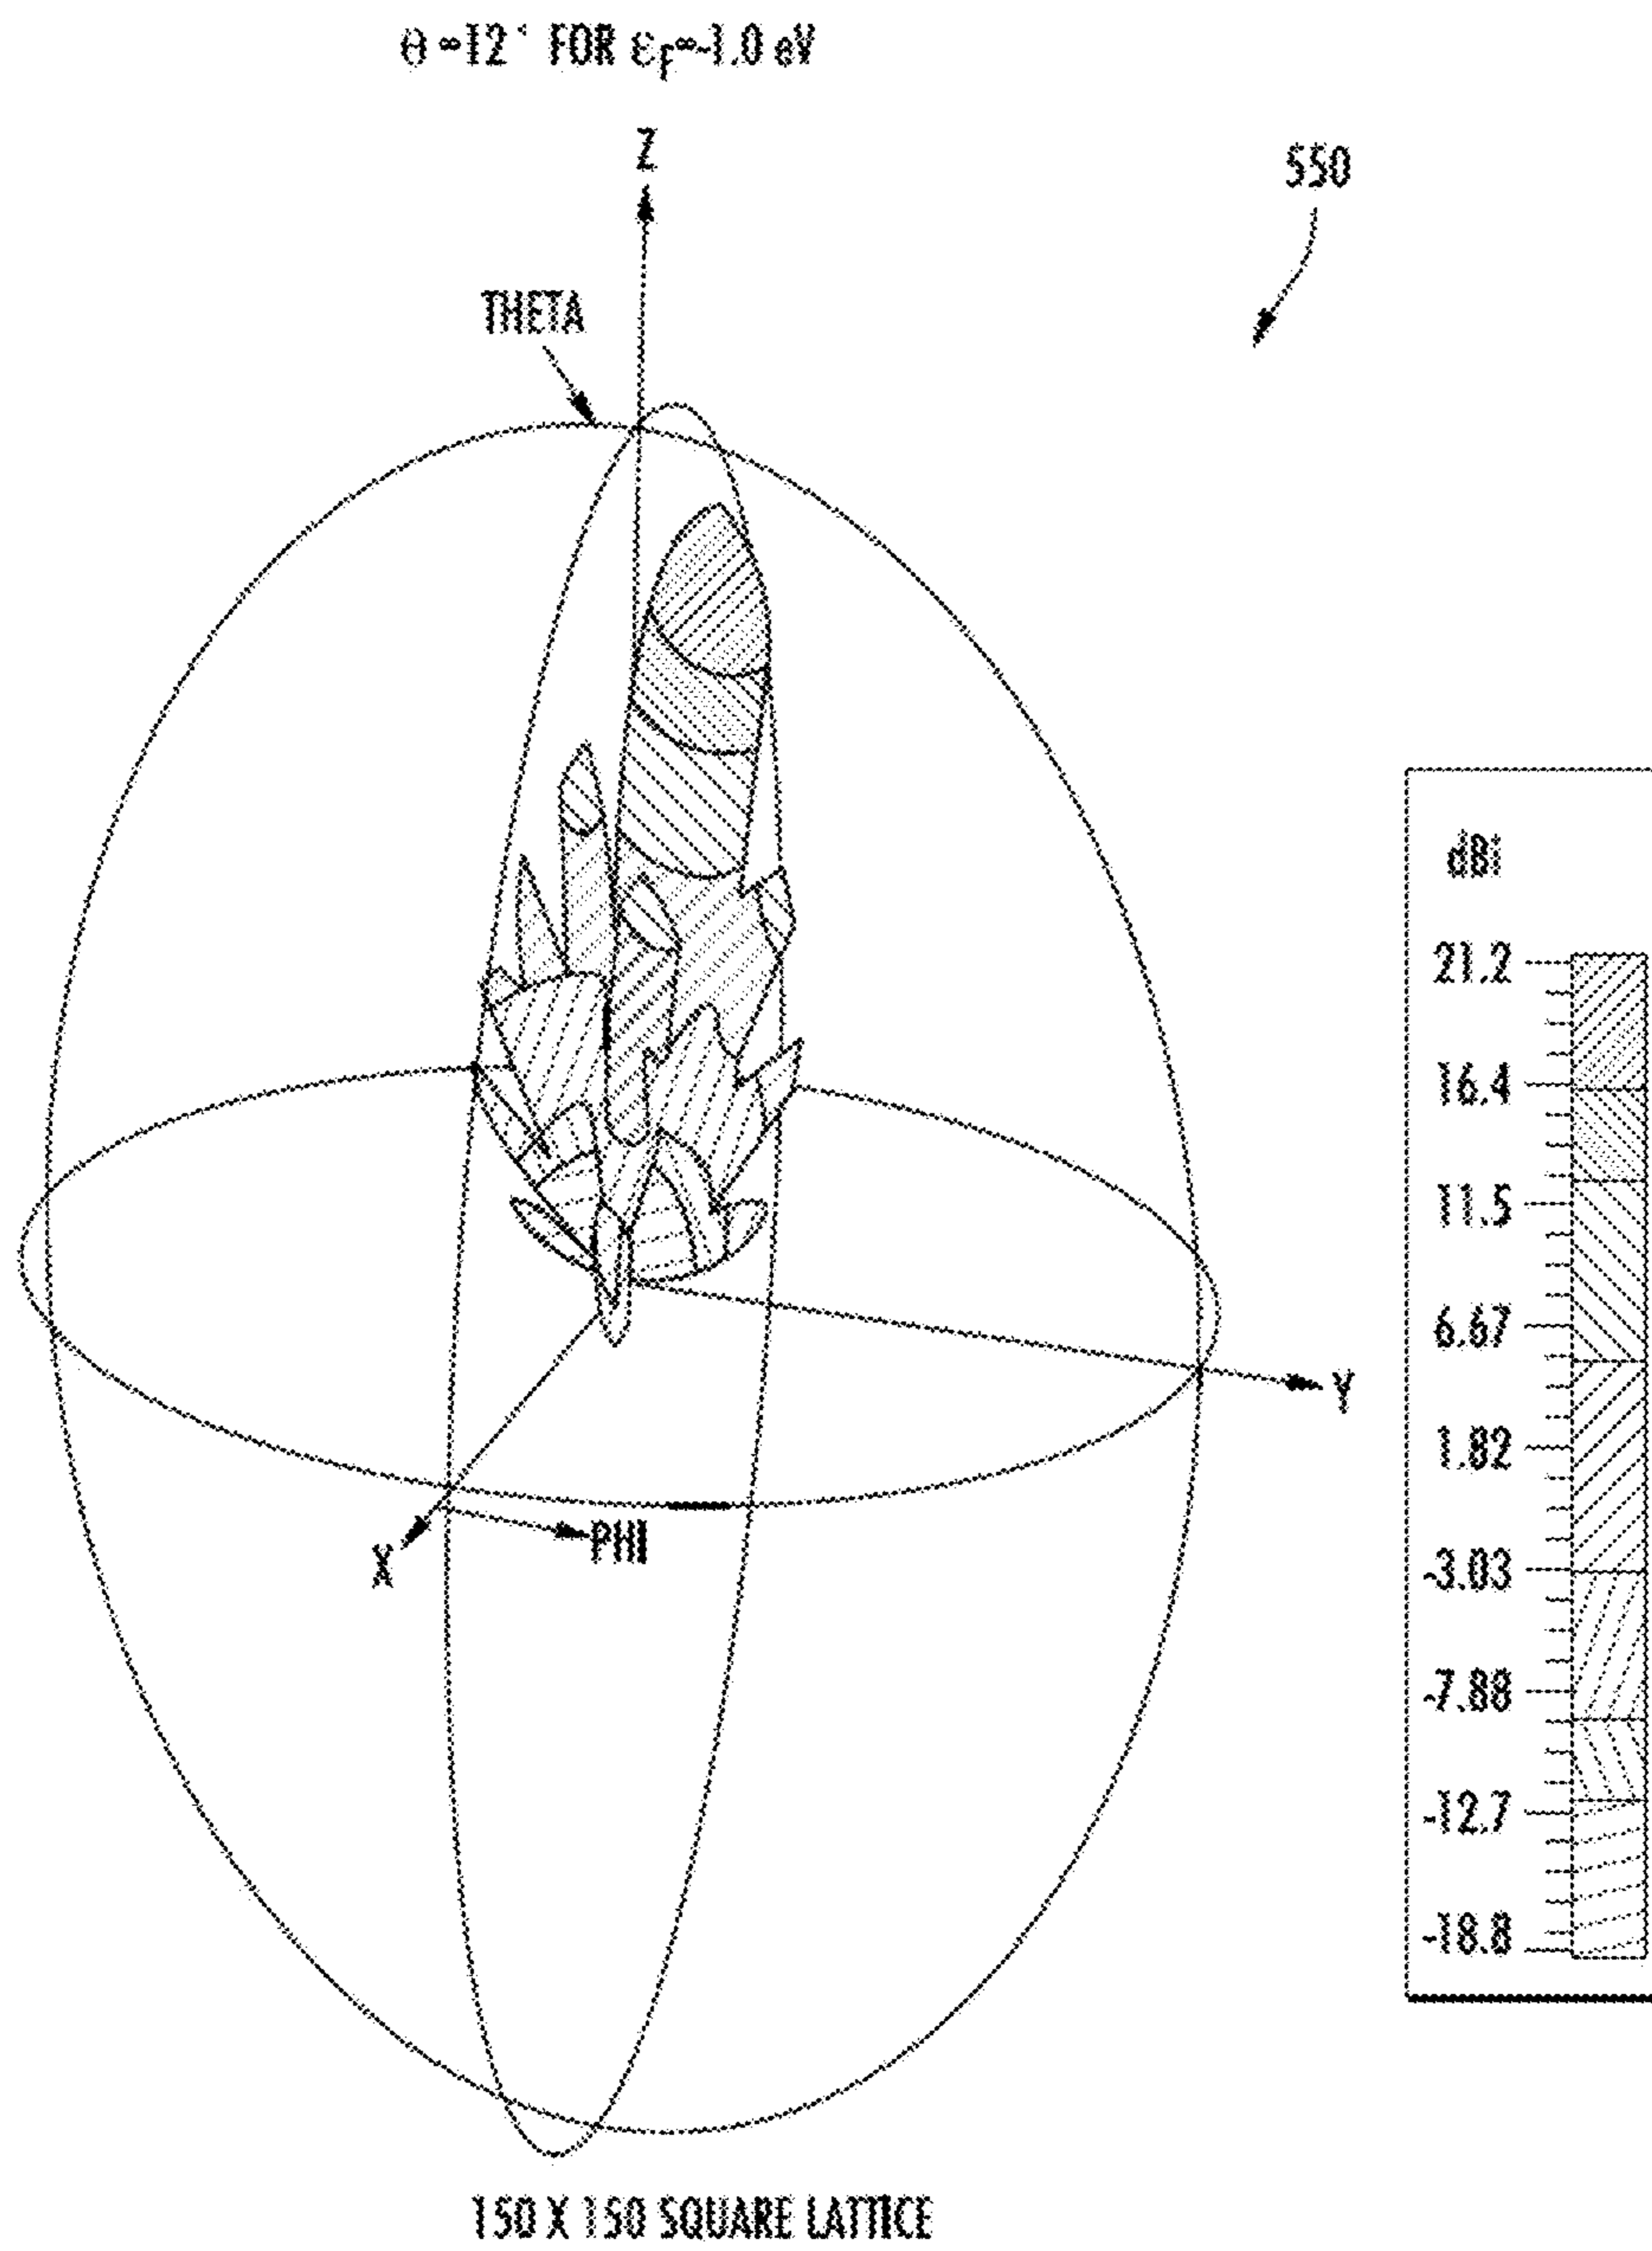 θ =12° FOR εF=-1.0 eV
Z
550
THETA
dBi
21.2
16.4
11.5
6.67
Y
1.82
-3.03
PHI
X
-7.88
-12.7
-18.8
150 X 150 SQUARE LATTICE